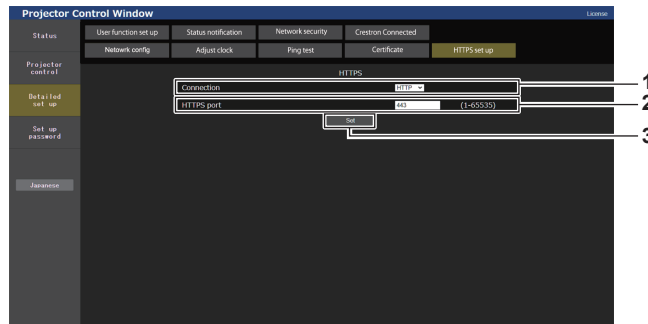 Projector Control Window
License
Status
User function set up
Status notification
Network security
Crestron Connected
Netowrk config
Adjust clock
Ping test
Certificate
HTTPS set up
Projector
control
Detailed
set up
Set up
password
Japanese
HTTPS
Connection
HTTP
1
HTTPS port
443
(1-65535)
2
Set
3